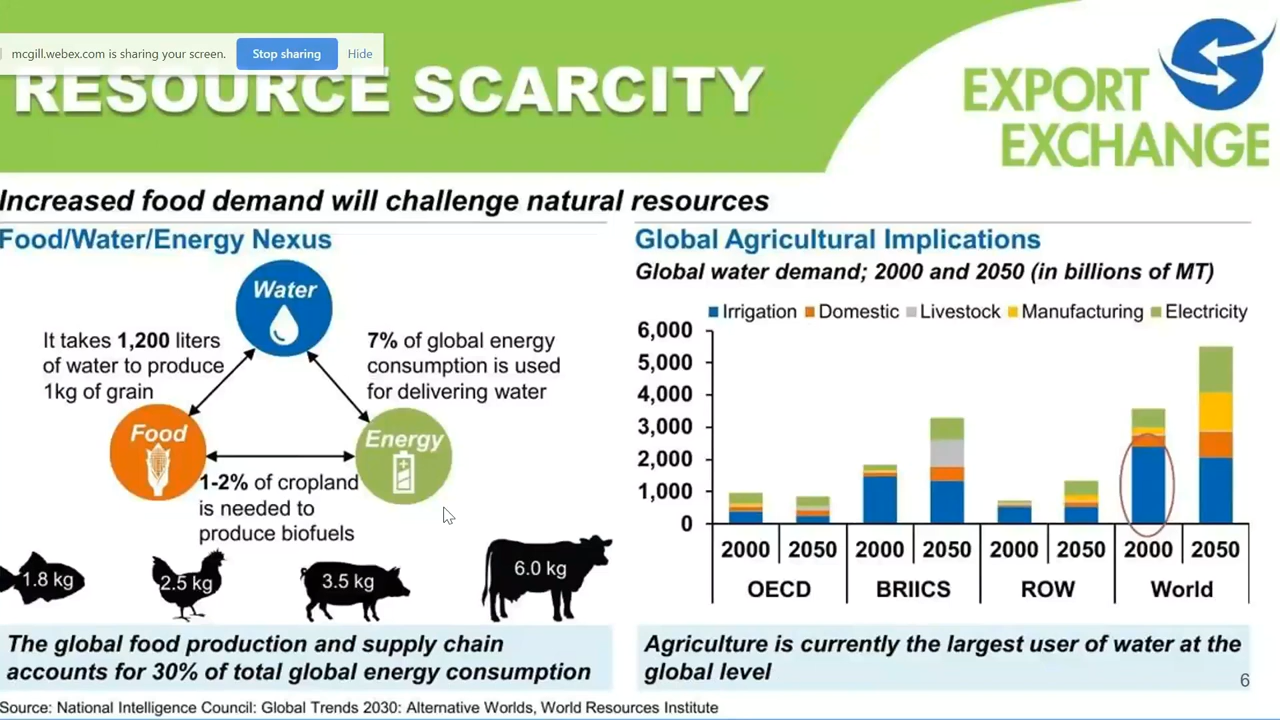 mcgill.webex.com is sharing your screen.
Stop sharing
Hide
RESOURCE SCARCITY
EXPORT
EXCHANGE
Increased food demand will challenge natural resources
Food/Water/Energy Nexus
Water
It takes 1,200 liters
of water to produce
1kg of grain
7% of global energy
consumption is used
for delivering water
Food
Energy
1-2% of cropland
is needed to
produce biofuels
1.8 kg
2.5 kg
3.5 kg
6.0 kg
The global food production and supply chain
accounts for 30% of total global energy consumption
Global Agricultural Implications
Global water demand; 2000 and 2050 (in billions of MT)
Irrigation Domestic Livestock Manufacturing Electricity
6,000
5,000
4,000
3,000
2,000
1,000
0
2000 2050 2000 2050 2000 2050 2000 2050
OECD BRIICS ROW World
Agriculture is currently the largest user of water at the
global level
6
Source: National Intelligence Council: Global Trends 2030: Alternative Worlds, World Resources Institute